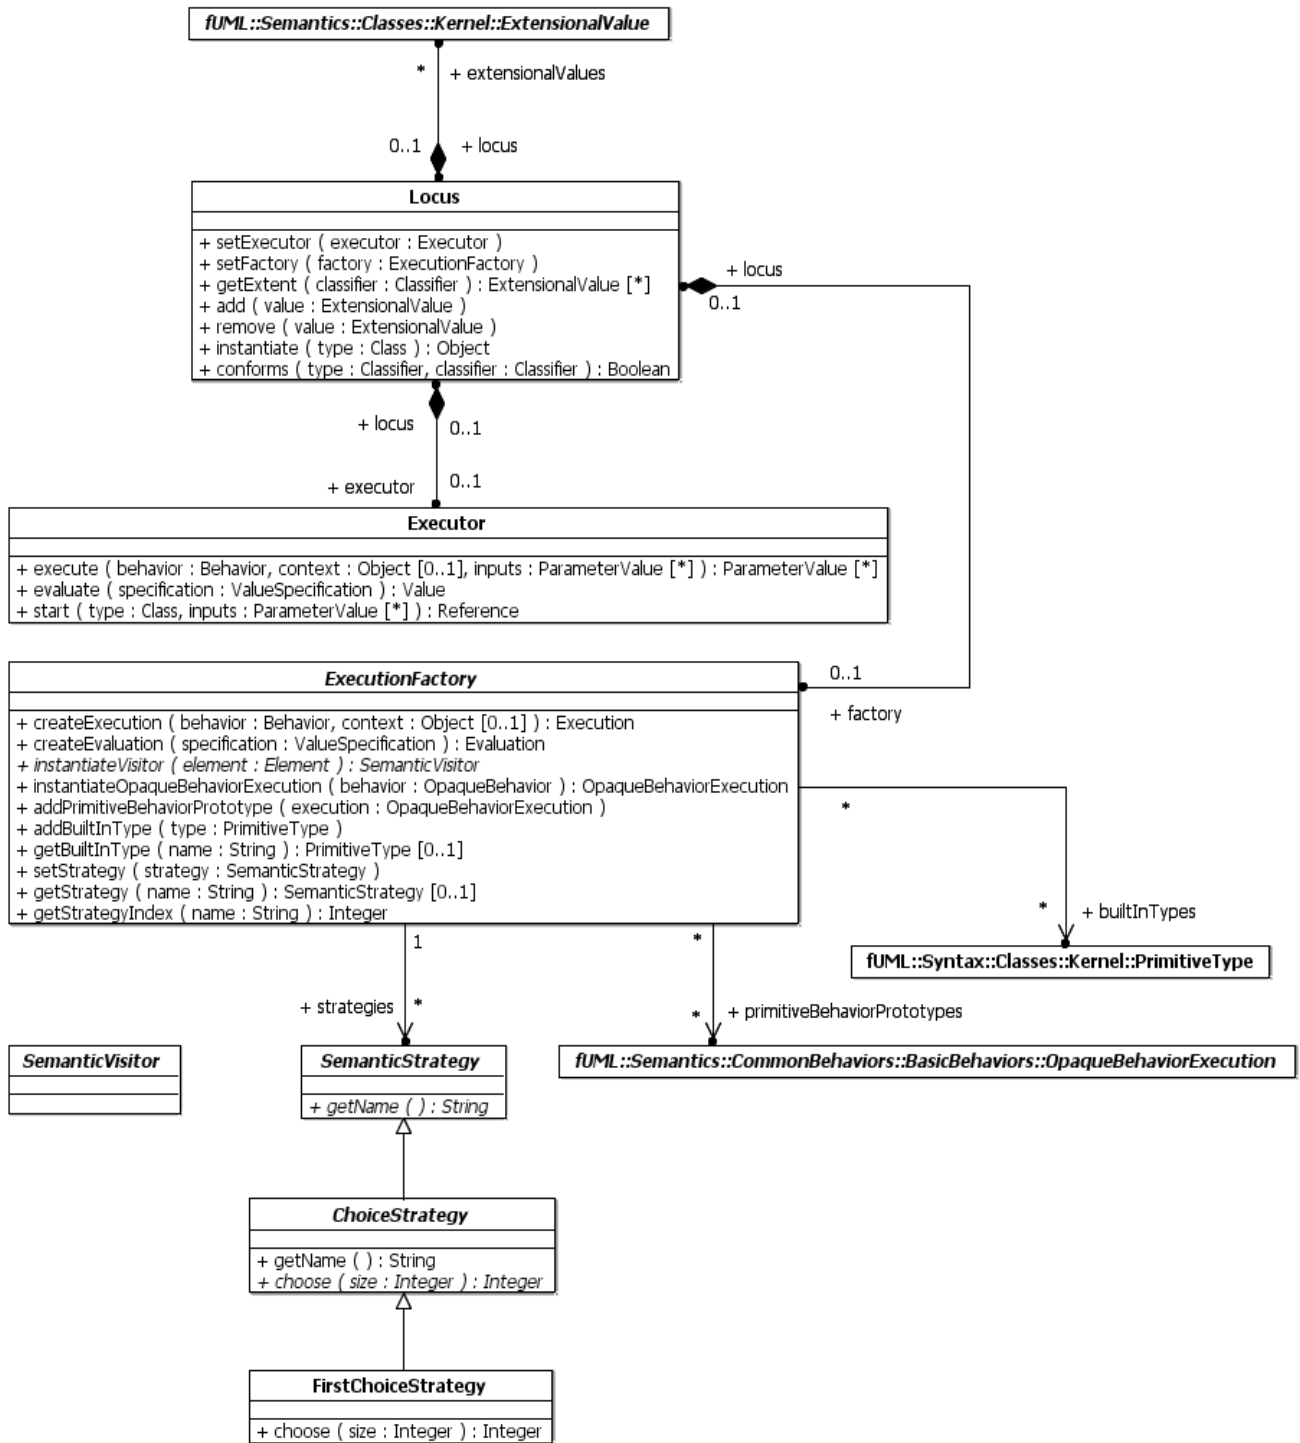 fUML::Semantics::Classes::Kernel::ExtensionalValue
* + extensionalValues
0..1 + locus
Locus
+ setExecutor ( executor : Executor )
+ setFactory ( factory : ExecutionFactory )
+ getExtent ( classifier : Classifier ) : ExtensionalValue [*]
+ add ( value : ExtensionalValue )
+ remove ( value : ExtensionalValue )
+ instantiate ( type : Class ) : Object
+ conforms ( type : Classifier, classifier : Classifier ) : Boolean
+ locus
0..1
+ locus 0..1
+ executor 0..1
Executor
+ execute ( behavior : Behavior, context : Object [0..1], inputs : ParameterValue [*] ) : ParameterValue [*]
+ evaluate ( specification : ValueSpecification ) : Value
+ start ( type : Class, inputs : ParameterValue [*] ) : Reference
0..1
+ factory
ExecutionFactory
+ createExecution ( behavior : Behavior, context : Object [0..1] ) : Execution
+ createEvaluation ( specification : ValueSpecification ) : Evaluation
+ instantiateVisitor ( element : Element ) : SemanticVisitor
+ instantiateOpaqueBehaviorExecution ( behavior : OpaqueBehavior ) : OpaqueBehaviorExecution
+ addPrimitiveBehaviorPrototype ( execution : OpaqueBehaviorExecution )
+ addBuiltInType ( type : PrimitiveType )
+ getBuiltInType ( name : String ) : PrimitiveType [0..1]
+ setStrategy ( strategy : SemanticStrategy )
+ getStrategy ( name : String ) : SemanticStrategy [0..1]
+ getStrategyIndex ( name : String ) : Integer
*
* + builtInTypes
fUML::Syntax::Classes::Kernel::PrimitiveType
1
+ strategies *
*
* + primitiveBehaviorPrototypes
SemanticVisitor
SemanticStrategy
+ getName ( ) : String
fUML::Semantics::CommonBehaviors::BasicBehaviors::OpaqueBehaviorExecution
ChoiceStrategy
+ getName ( ) : String
+ choose ( size : Integer ) : Integer
FirstChoiceStrategy
+ choose ( size : Integer ) : Integer